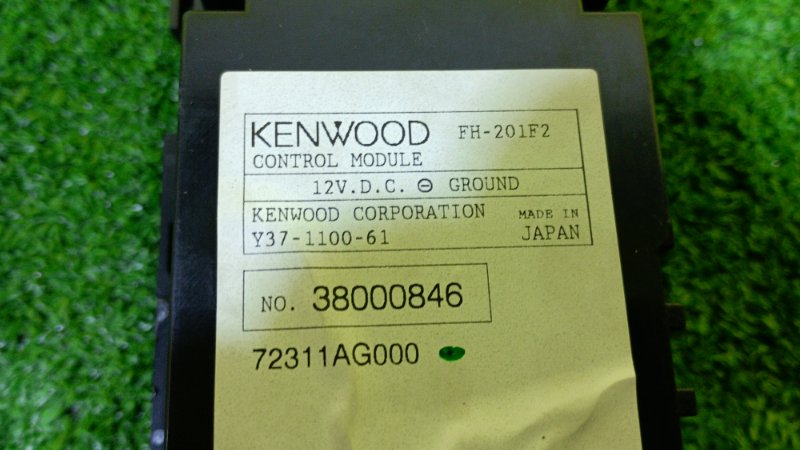 KENWOOD FH-201F2
CONTROL MODULE
12V.D.C. ⊖ GROUND
KENWOOD CORPORATION MADE IN
Y37-1100-61 JAPAN
NO. 38000846
72311AG000